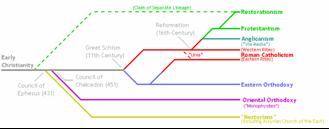 (Claim of Separate Lineage)
Restorationism
Reformation
(16th Century)
Protestantism
Anglicanism
("Via Media")
Great Schism
(11th Century)
(Western Rites)
"Unia"
Roman Catholicism
(Eastern Rites)
Early
Christianity
Council of
Chalcedon (451)
Eastern Orthodoxy
Council of
Ephesus (431)
Oriental Orthodoxy
("Miaphysites")
"Nestorians"
(Including Assyrian Church of the East)